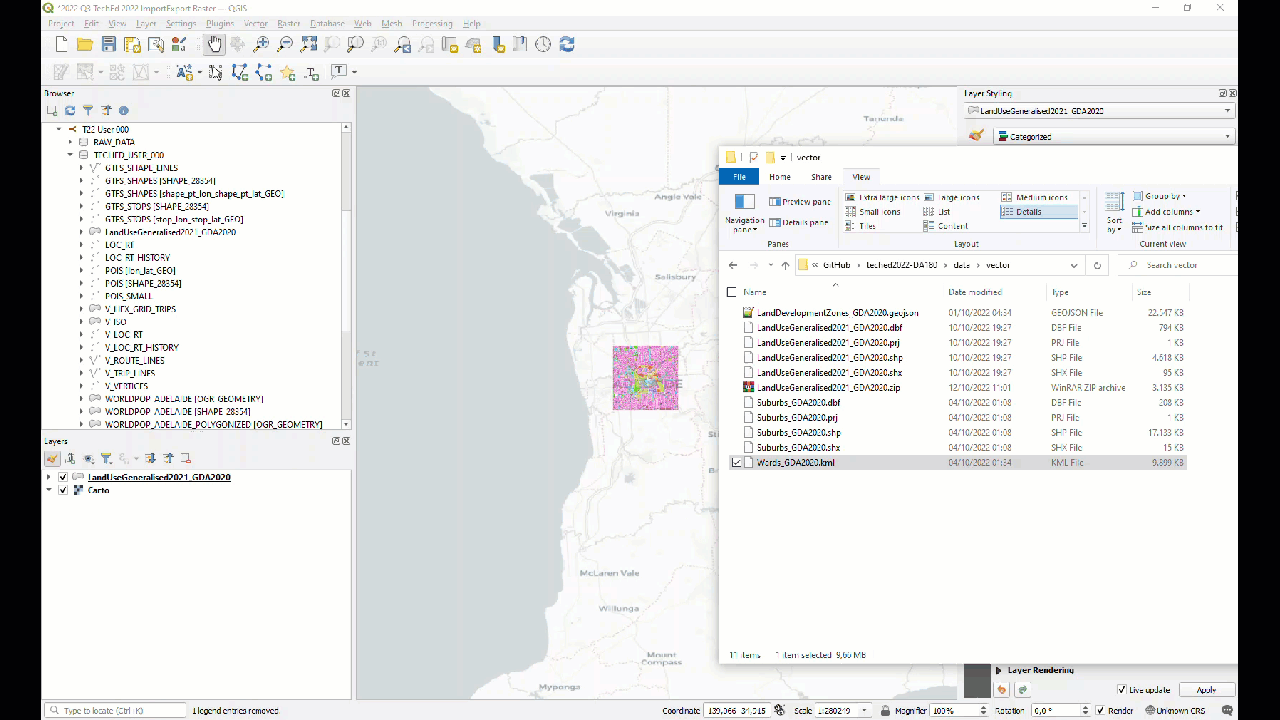 *2022 Q3 TechEd 2022 ImportExport Raster — QGIS
Project Edit View Layer Settings Plugins Vector Raster Database Web Mesh Processing Help
Browser
T22 User 000
RAW_DATA
TECHED_USER_000
GTFS_SHAPE_LINES
GTFS_SHAPES [SHAPE_28354]
GTFS_SHAPES [shape_pt_lon_shape_pt_lat_GEO]
GTFS_STOPS [SHAPE_28354]
GTFS_STOPS [stop_lon_stop_lat_GEO]
LandUseGeneralised2021_GDA2020
LOC_RT
LOC_RT_HISTORY
POIS [lon_lat_GEO]
POIS [SHAPE_28354]
POIS_SMALL
V_HEX_GRID_TRIPS
V_ISO
V_LOC_RT
V_LOC_RT_HISTORY
V_ROUTE_LINES
V_TRIP_LINES
V_VERTICES
WORLDPOP_ADELAIDE [OGR_GEOMETRY]
WORLDPOP_ADELAIDE [SHAPE_28354]
WORLDPOP_ADELAIDE_POLYGONIZED [OGR_GEOMETRY]
Layers
LandUseGeneralised2021_GDA2020
Carto
Tanunda
Angle Vale
Virginia
Salisbury
ADELAIDE
McLaren Vale
Willunga
Mount
Compass
Myponga
Layer Styling
LandUseGeneralised2021_GDA2020
Categorized
vector
File Home Share View
Navigation
pane
Preview pane
Details pane
Panes
Extra large icons Large icons Medium icons
Small icons List Details
Tiles Content
Layout
Sort
by
Group by
Add columns
Size all columns to fit
Current view
GitHub › teched2022-DA180 › data › vector
Search vector
Name Date modified Type Size
LandDevelopmentZones_GDA2020.geojson 01/10/2022 04:34 GEOJSON File 22.547 KB
LandUseGeneralised2021_GDA2020.dbf 10/10/2022 19:27 DBF File 794 KB
LandUseGeneralised2021_GDA2020.prj 10/10/2022 19:27 PRJ File 1 KB
LandUseGeneralised2021_GDA2020.shp 10/10/2022 19:27 SHP File 4.618 KB
LandUseGeneralised2021_GDA2020.shx 10/10/2022 19:27 SHX File 95 KB
LandUseGeneralised2021_GDA2020.zip 12/10/2022 11:01 WinRAR ZIP archive 3.135 KB
Suburbs_GDA2020.dbf 04/10/2022 01:08 DBF File 208 KB
Suburbs_GDA2020.prj 04/10/2022 01:08 PRJ File 1 KB
Suburbs_GDA2020.shp 04/10/2022 01:08 SHP File 17.133 KB
Suburbs_GDA2020.shx 04/10/2022 01:08 SHX File 15 KB
Wards_GDA2020.kml 04/10/2022 01:34 KML File 9.899 KB
11 items 1 item selected 9,66 MB
Layer Rendering
Live update Apply
Type to locate (Ctrl+K) 1 legend entries removed. Coordinate 139,066 -34,515 Scale 1:280249 Magnifier 100% Rotation 0,0 ° Render Unknown CRS